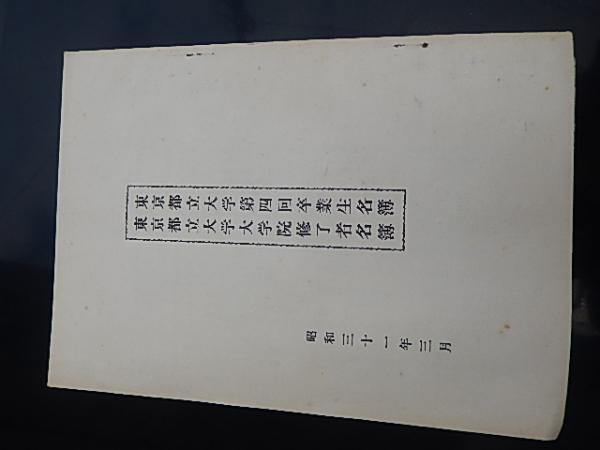 東京都立大学第四回卒業生名簿
東京都立大学大学院修了者名簿
昭和三十一年三月